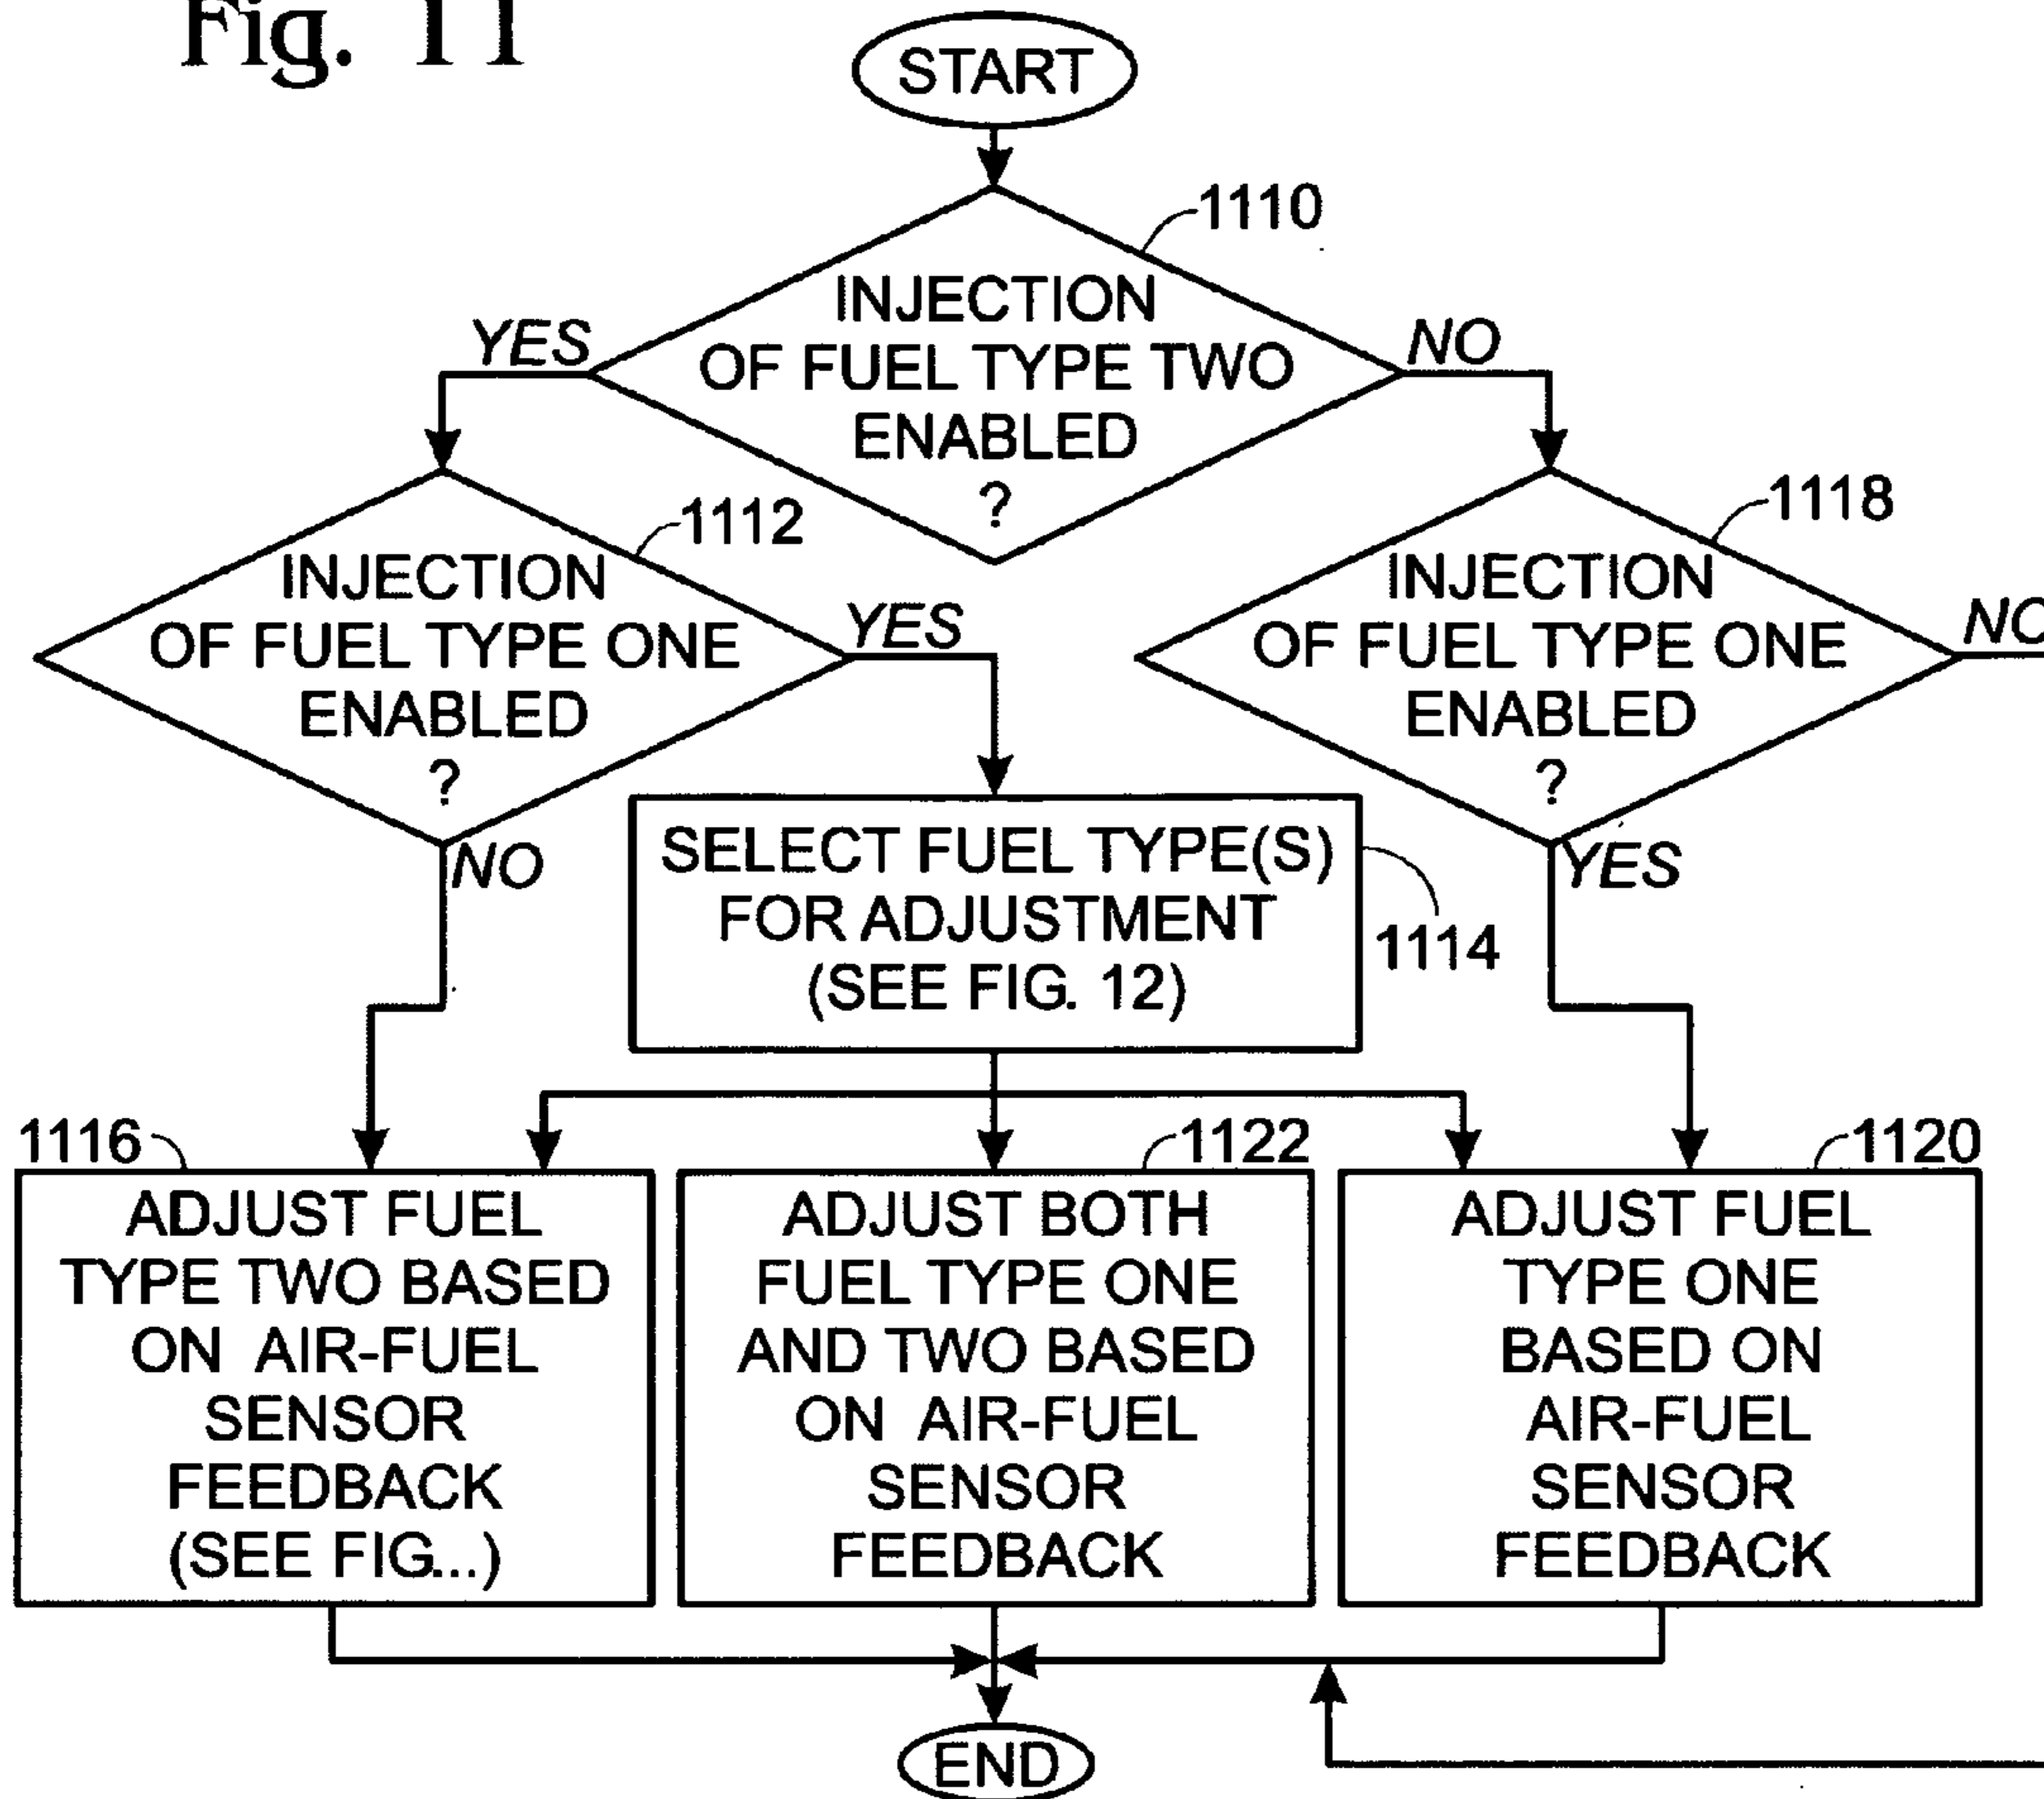 Fig. 11
START
1110
INJECTION
OF FUEL TYPE TWO
ENABLED
?
YES
NO
1112
INJECTION
OF FUEL TYPE ONE
ENABLED
?
YES
NO
1118
INJECTION
OF FUEL TYPE ONE
ENABLED
?
NO
YES
SELECT FUEL TYPE(S)
FOR ADJUSTMENT
(SEE FIG. 12)
1114
1116
ADJUST FUEL
TYPE TWO BASED
ON AIR-FUEL
SENSOR
FEEDBACK
(SEE FIG...)
1122
ADJUST BOTH
FUEL TYPE ONE
AND TWO BASED
ON AIR-FUEL
SENSOR
FEEDBACK
1120
ADJUST FUEL
TYPE ONE
BASED ON
AIR-FUEL
SENSOR
FEEDBACK
END